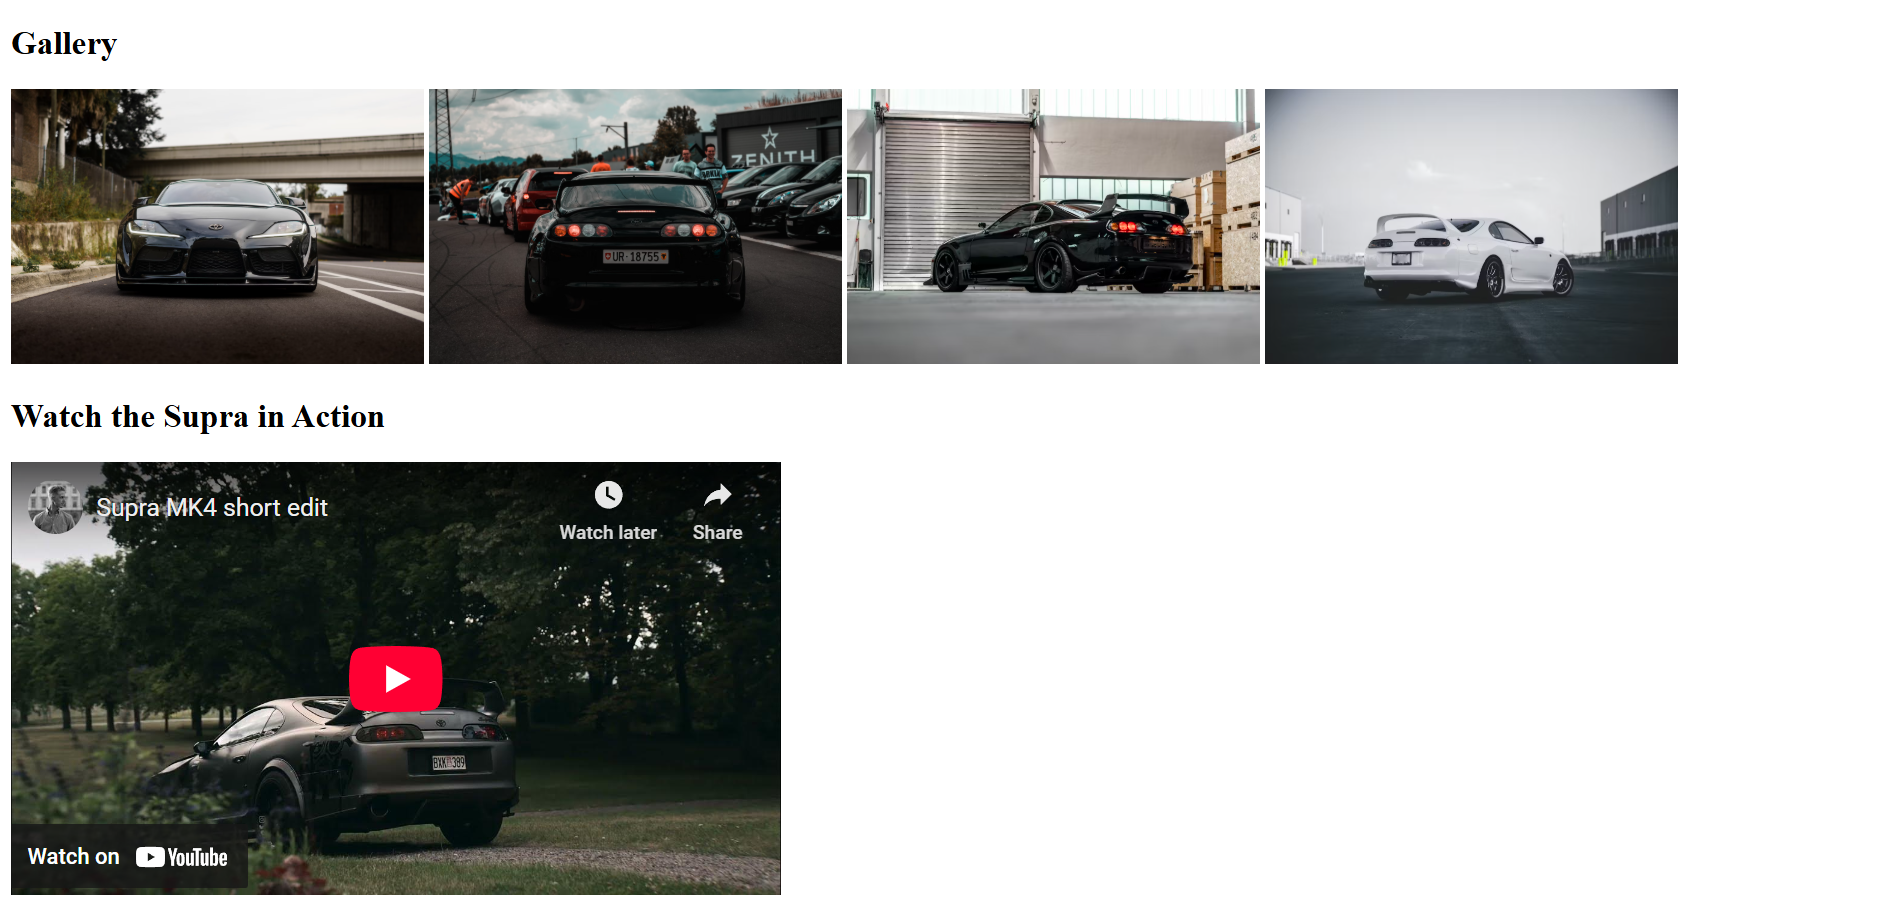 Gallery
ZENITH
UR·18755
Watch the Supra in Action
Supra MK4 short edit
Watch later
Share
BXK 389
Watch on YouTube